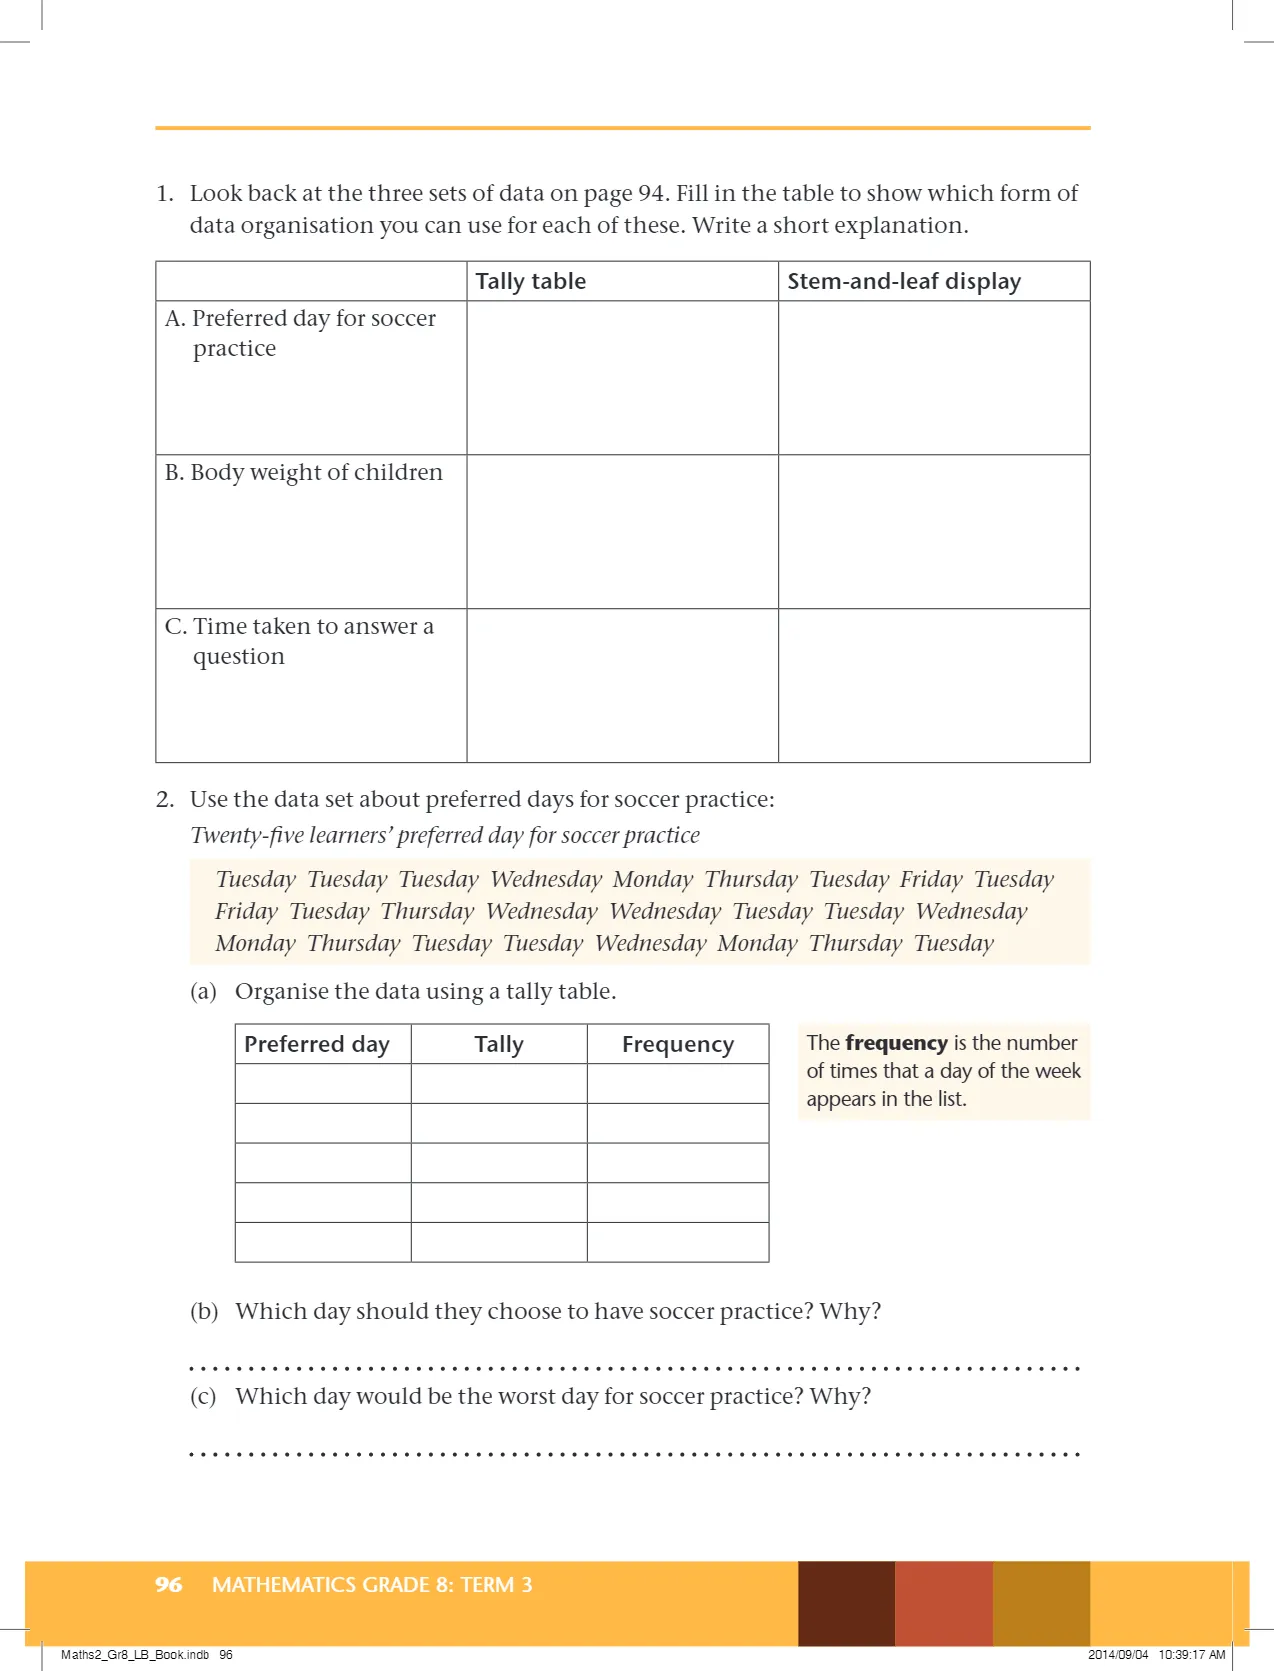 1. Look back at the three sets of data on page 94. Fill in the table to show which form of
data organisation you can use for each of these. Write a short explanation.
Tally table Stem-and-leaf display
A. Preferred day for soccer
practice
B. Body weight of children
C. Time taken to answer a
question
2. Use the data set about preferred days for soccer practice:
Twenty-five learners’ preferred day for soccer practice
Tuesday Tuesday Tuesday Wednesday Monday Thursday Tuesday Friday Tuesday
Friday Tuesday Thursday Wednesday Wednesday Tuesday Tuesday Wednesday
Monday Thursday Tuesday Tuesday Wednesday Monday Thursday Tuesday
(a) Organise the data using a tally table.
Preferred day Tally Frequency
The frequency is the number
of times that a day of the week
appears in the list.
(b) Which day should they choose to have soccer practice? Why?
(c) Which day would be the worst day for soccer practice? Why?
96 MATHEMATICS GRADE 8: TERM 3
Maths2_Gr8_LB_Book.indb 96 2014/09/04 10:39:17 AM